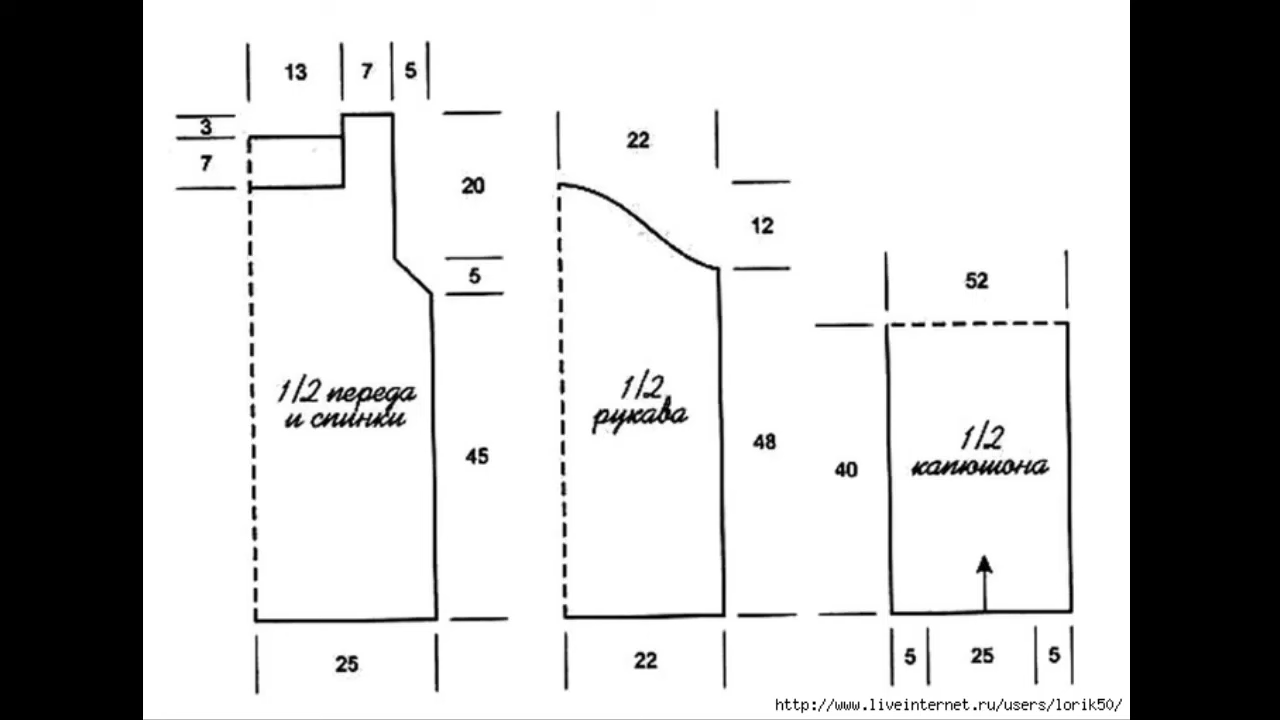 13 7 5
3
7
20
5
1/2 переда
и спинки
45
25
22
12
1/2
рукава
48
22
52
40
1/2
капюшона
5 25 5
http://www.liveinternet.ru/users/lorik50/